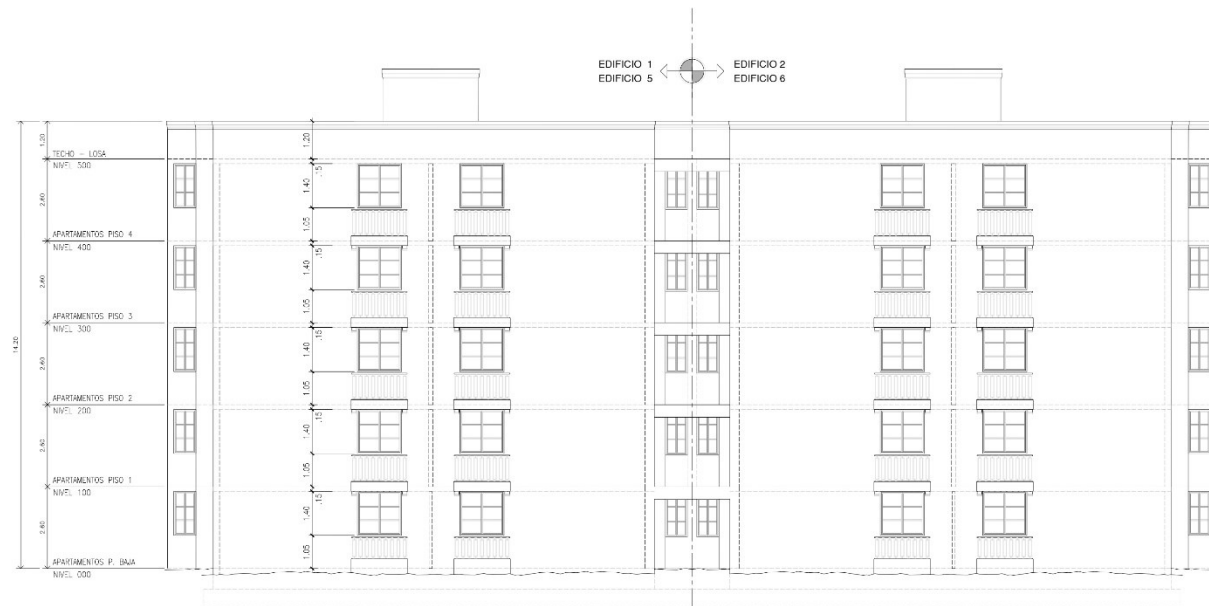 EDIFICIO 1
EDIFICIO 2
EDIFICIO 5
EDIFICIO 6
1.20
1.20
TECHO - LOSA
NIVEL 500
.15
1.40
2.60
1.05
APARTAMENTOS PISO 4
NIVEL 400
.15
1.40
2.60
1.05
APARTAMENTOS PISO 3
NIVEL 300
.15
14.20
1.40
2.60
1.05
APARTAMENTOS PISO 2
NIVEL 200
.15
1.40
2.60
1.05
APARTAMENTOS PISO 1
NIVEL 100
.15
1.40
2.60
1.05
APARTAMENTOS P. BAJA
NIVEL 000